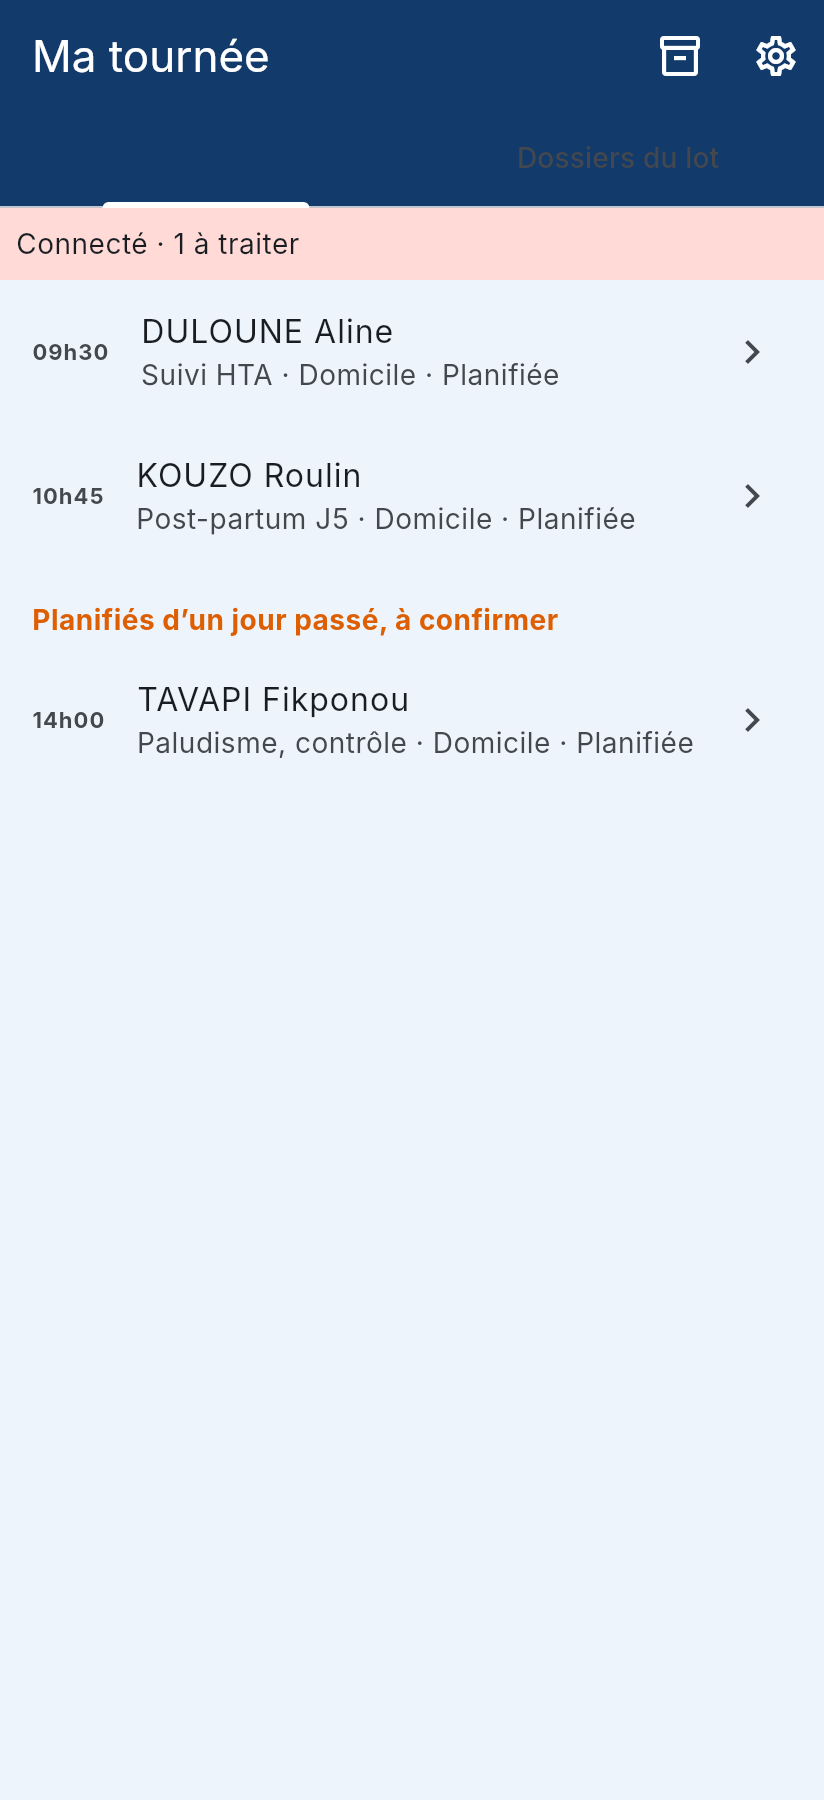 Ma tournée
Dossiers du lot
Connecté · 1 à traiter
09h30
DULOUNE Aline
Suivi HTA · Domicile · Planifiée
10h45
KOUZO Roulin
Post-partum J5 · Domicile · Planifiée
Planifiés d’un jour passé, à confirmer
14h00
TAVAPI Fikponou
Paludisme, contrôle · Domicile · Planifiée